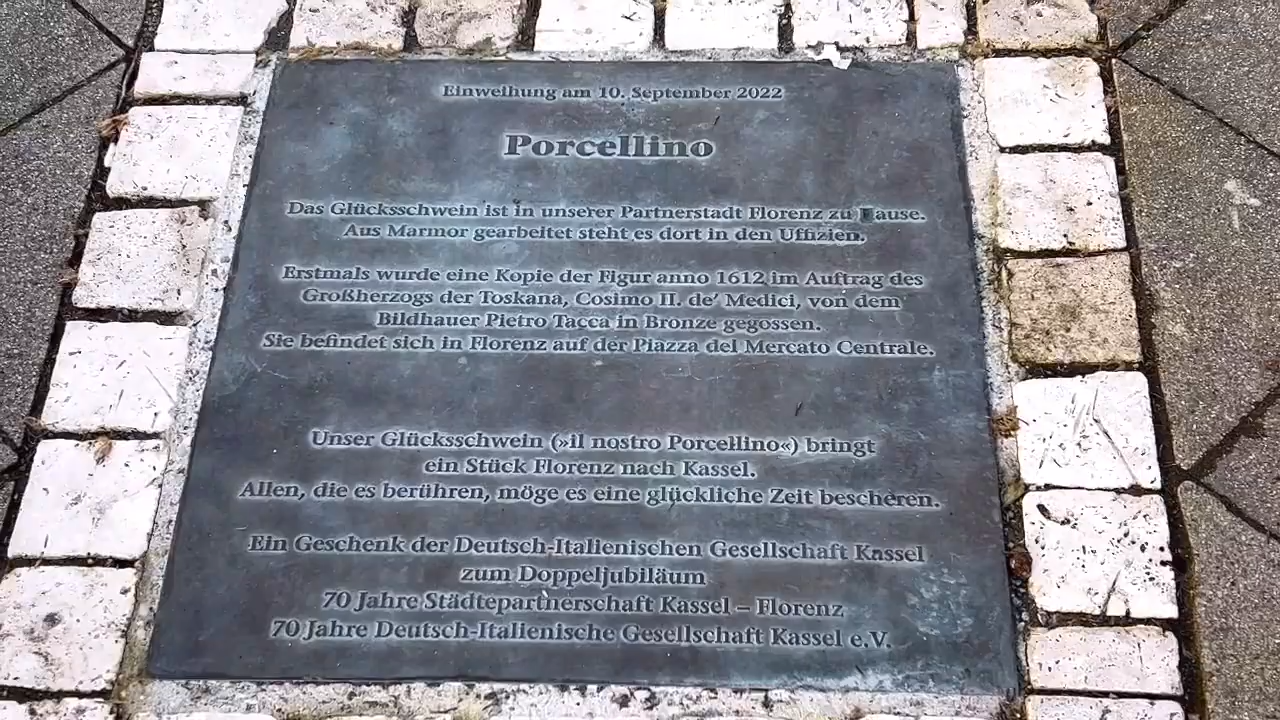 Einweihung am 10. September 2022
Porcellino
Das Glücksschwein ist in unserer Partnerstadt Florenz zu Hause.
Aus Marmor gearbeitet steht es dort in den Uffizien.
Erstmals wurde eine Kopie der Figur anno 1612 im Auftrag des
Großherzogs der Toskana, Cosimo II. de’ Medici, von dem
Bildhauer Pietro Tacca in Bronze gegossen.
Sie befindet sich in Florenz auf der Piazza del Mercato Centrale.
Unser Glücksschwein (»il nostro Porcellino«) bringt
ein Stück Florenz nach Kassel.
Allen, die es berühren, möge es eine glückliche Zeit bescheren.
Ein Geschenk der Deutsch-Italienischen Gesellschaft Kassel
zum Doppeljubiläum
70 Jahre Städtepartnerschaft Kassel – Florenz
70 Jahre Deutsch-Italienische Gesellschaft Kassel e.V.